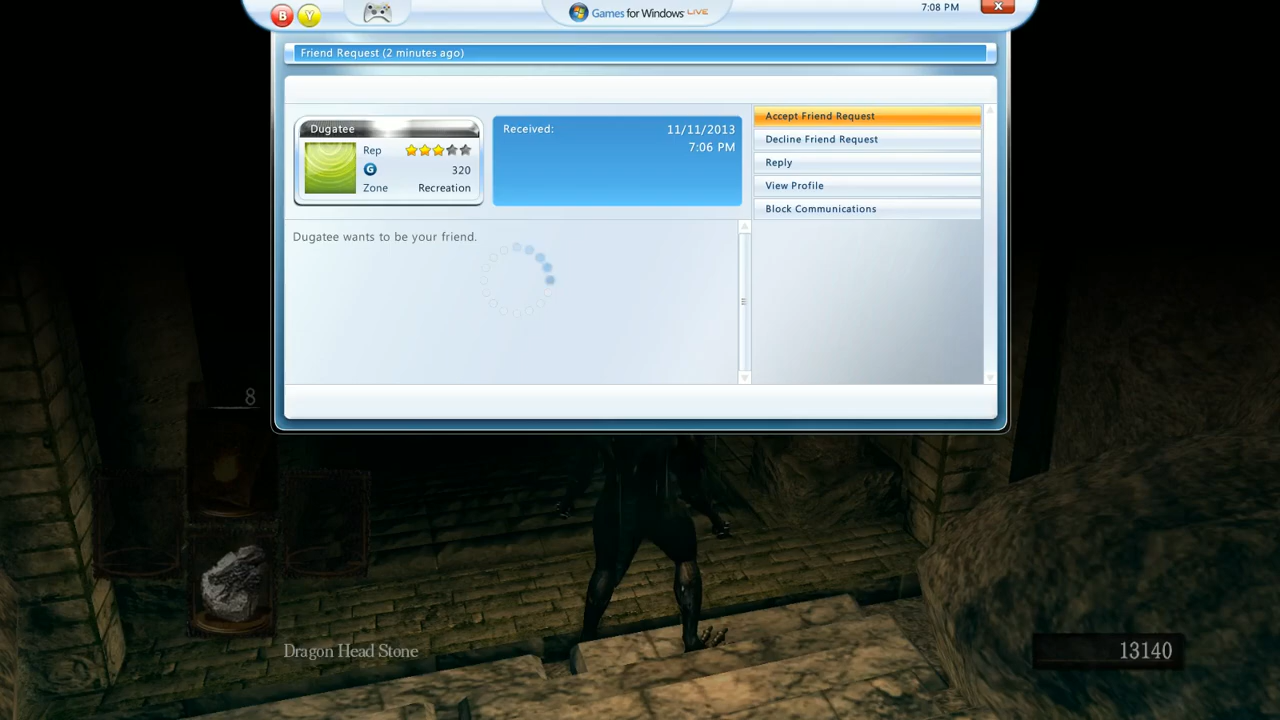 B Y
Games for Windows LIVE
7:08 PM
X
Friend Request (2 minutes ago)
Dugatee
Rep
G 320
Zone Recreation
Received: 11/11/2013
7:06 PM
Accept Friend Request
Decline Friend Request
Reply
View Profile
Block Communications
Dugatee wants to be your friend.
8
Dragon Head Stone
13140